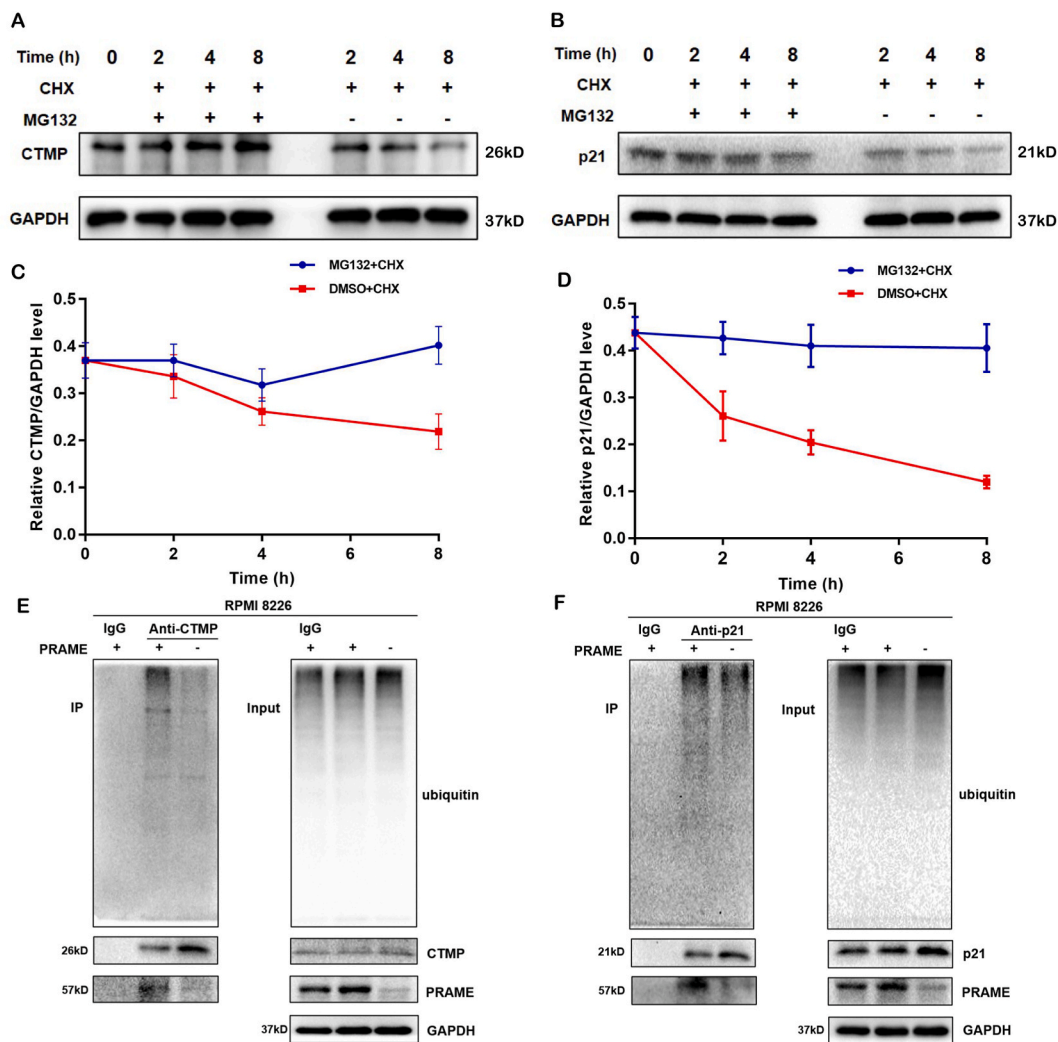 A
Time (h) 0 2 4 8 2 4 8
CHX + + + + + +
MG132 + + + - - -
CTMP 26kD
GAPDH 37kD
B
Time (h) 0 2 4 8 2 4 8
CHX + + + + + +
MG132 + + + - - -
p21 21kD
GAPDH 37kD
C
MG132+CHX
DMSO+CHX
Relative CTMP/GAPDH level
0.5
0.4
0.3
0.2
0.1
0.0
0 2 4 6 8
Time (h)
D
MG132+CHX
DMSO+CHX
Relative p21/GAPDH leve
0.5
0.4
0.3
0.2
0.1
0.0
0 2 4 6 8
Time (h)
E
RPMI 8226
IgG Anti-CTMP IgG
PRAME + + - + + -
IP Input
ubiquitin
26kD CTMP
57kD PRAME
37kD GAPDH
F
RPMI 8226
IgG Anti-p21 IgG
PRAME + + - + + -
IP Input
ubiquitin
21kD p21
57kD PRAME
37kD GAPDH